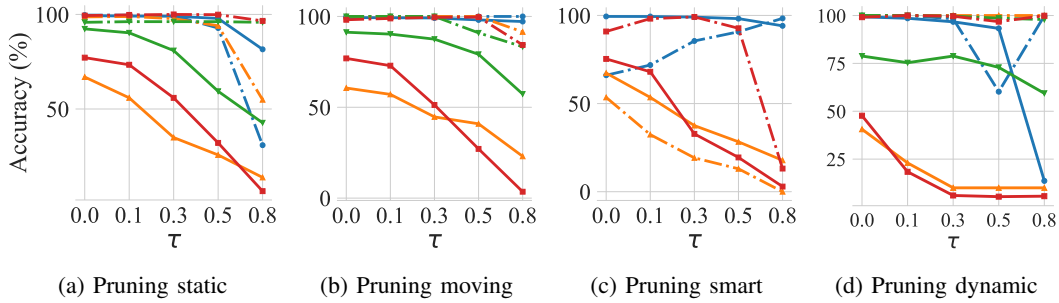 Accuracy (%)
100
50
0.0 0.1 0.3 0.5 0.8
τ
(a) Pruning static
100
50
0
0.0 0.1 0.3 0.5 0.8
τ
(b) Pruning moving
100
50
0
0.0 0.1 0.3 0.5 0.8
τ
(c) Pruning smart
100
75
50
25
0.0 0.1 0.3 0.5 0.8
τ
(d) Pruning dynamic